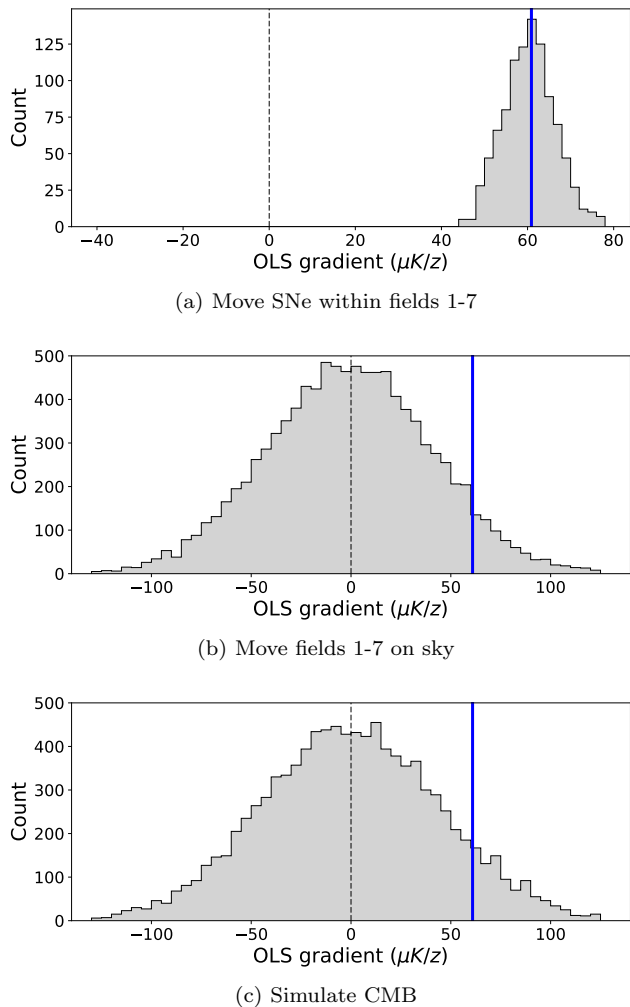 125
100
75
50
25
0
Count
−40 −20 0 20 40 60 80
OLS gradient (μK/z)
(a) Move SNe within fields 1-7
500
400
300
200
100
0
Count
−100 −50 0 50 100
OLS gradient (μK/z)
(b) Move fields 1-7 on sky
500
400
300
200
100
0
Count
−100 −50 0 50 100
OLS gradient (μK/z)
(c) Simulate CMB